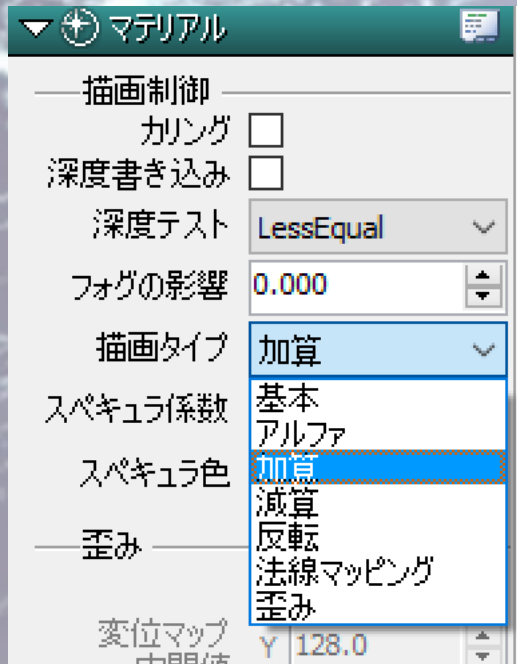 マテリアル
描画制御
カリング
深度書き込み
深度テスト LessEqual
フォグの影響 0.000
描画タイプ 加算
スペキュラ係数
スペキュラ色
基本
アルファ
加算
減算
反転
法線マッピング
歪み
歪み
変位マップ
中間値 Y 128.0